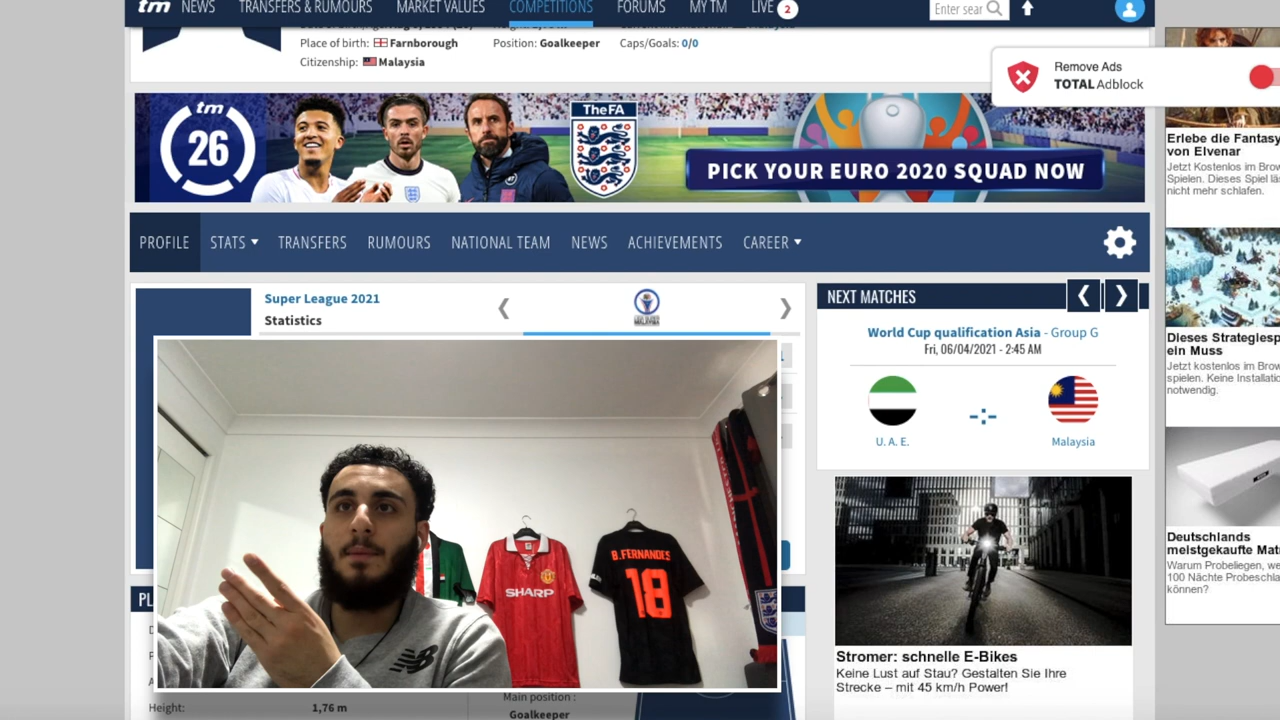 tm NEWS TRANSFERS & RUMOURS MARKET VALUES COMPETITIONS FORUMS MY TM LIVE 2 Enter sear
Place of birth: Farnborough Position: Goalkeeper Caps/Goals: 0/0
Citizenship: Malaysia
Remove Ads
TOTAL Adblock
tm
26
TheFA
PICK YOUR EURO 2020 SQUAD NOW
PROFILE STATS TRANSFERS RUMOURS NATIONAL TEAM NEWS ACHIEVEMENTS CAREER
Super League 2021
Statistics
NEXT MATCHES
World Cup qualification Asia - Group G
Fri, 06/04/2021 - 2:45 AM
U. A. E.
-:-
Malaysia
SHARP
B.FERNANDES
18
NB
PL
Height: 1,76 m
Main position :
Goalkeeper
Stromer: schnelle E-Bikes
Keine Lust auf Stau? Gestalten Sie Ihre
Strecke – mit 45 km/h Power!
Erlebe die Fantasy
von Elvenar
Jetzt Kostenlos im Brow
Spielen. Dieses Spiel läs
nicht mehr schlafen.
Dieses Strategiesp
ein Muss
Jetzt kostenlos im Brow
spielen. Keine Installatio
notwendig.
Deutschlands
meistgekaufte Mat
Warum Probeliegen, we
100 Nächte Probeschla
können?